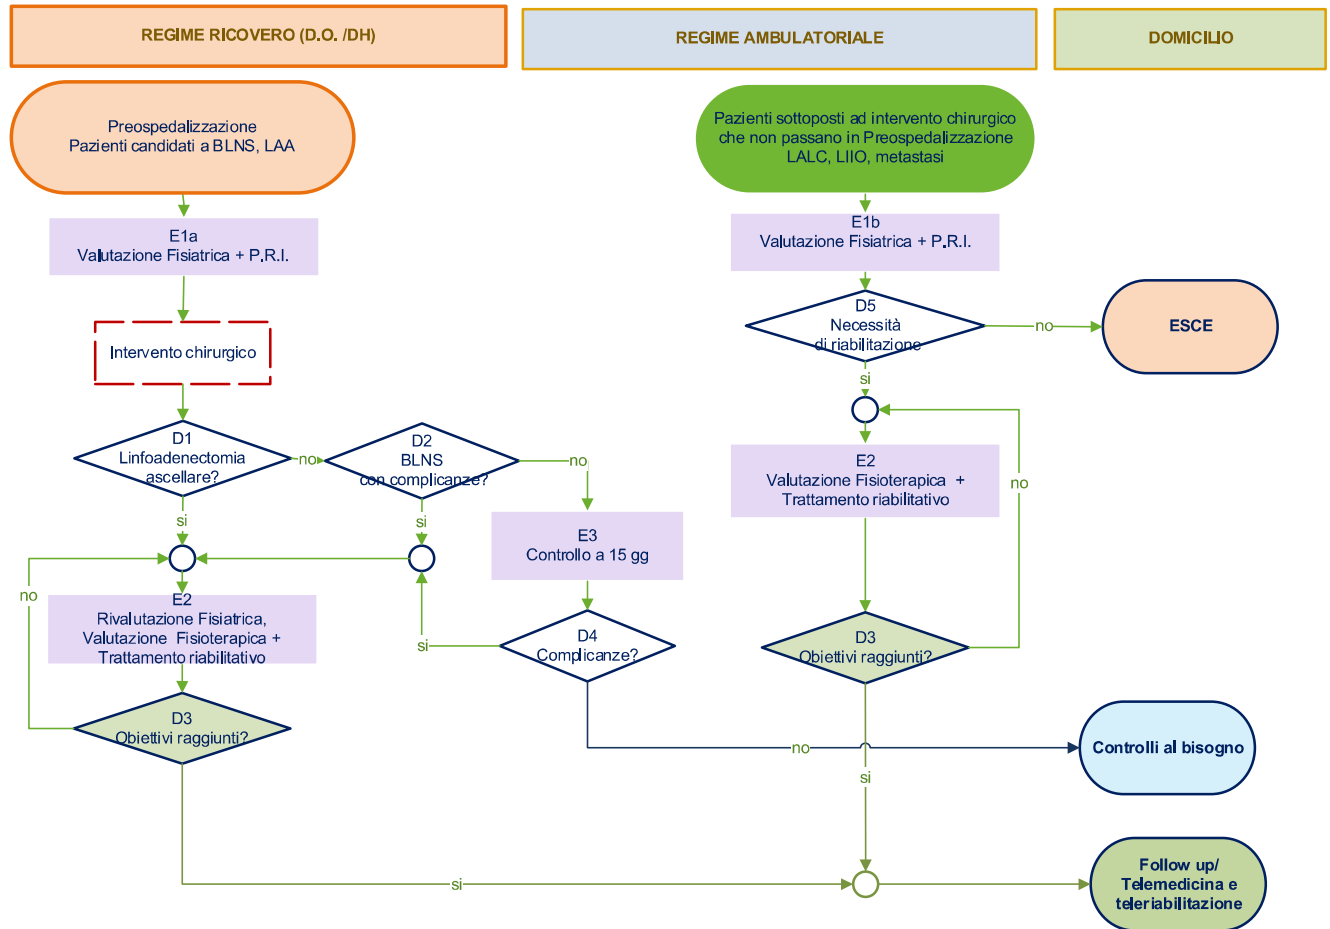 REGIME RICOVERO (D.O. /DH)
REGIME AMBULATORIALE
DOMICILIO
Preospedalizzazione
Pazienti candidati a BLNS, LAA
Pazienti sottoposti ad intervento chirurgico
che non passano in Preospedalizzazione
LALC, LIIO, metastasi
E1a
Valutazione Fisiatrica + P.R.I.
E1b
Valutazione Fisiatrica + P.R.I.
Intervento chirurgico
D5
Necessità
di riabilitazione
no
ESCE
si
D1
Linfoadenectomia
ascellare?
no
D2
BLNS
con complicanze?
no
E2
Valutazione Fisioterapica +
Trattamento riabilitativo
no
si
si
E3
Controllo a 15 gg
no
E2
Rivalutazione Fisiatrica,
Valutazione Fisioterapica +
Trattamento riabilitativo
si
D4
Complicanze?
D3
Obiettivi raggiunti?
D3
Obiettivi raggiunti?
no
Controlli al bisogno
si
si
Follow up/
Telemedicina e
teleriabilitazione